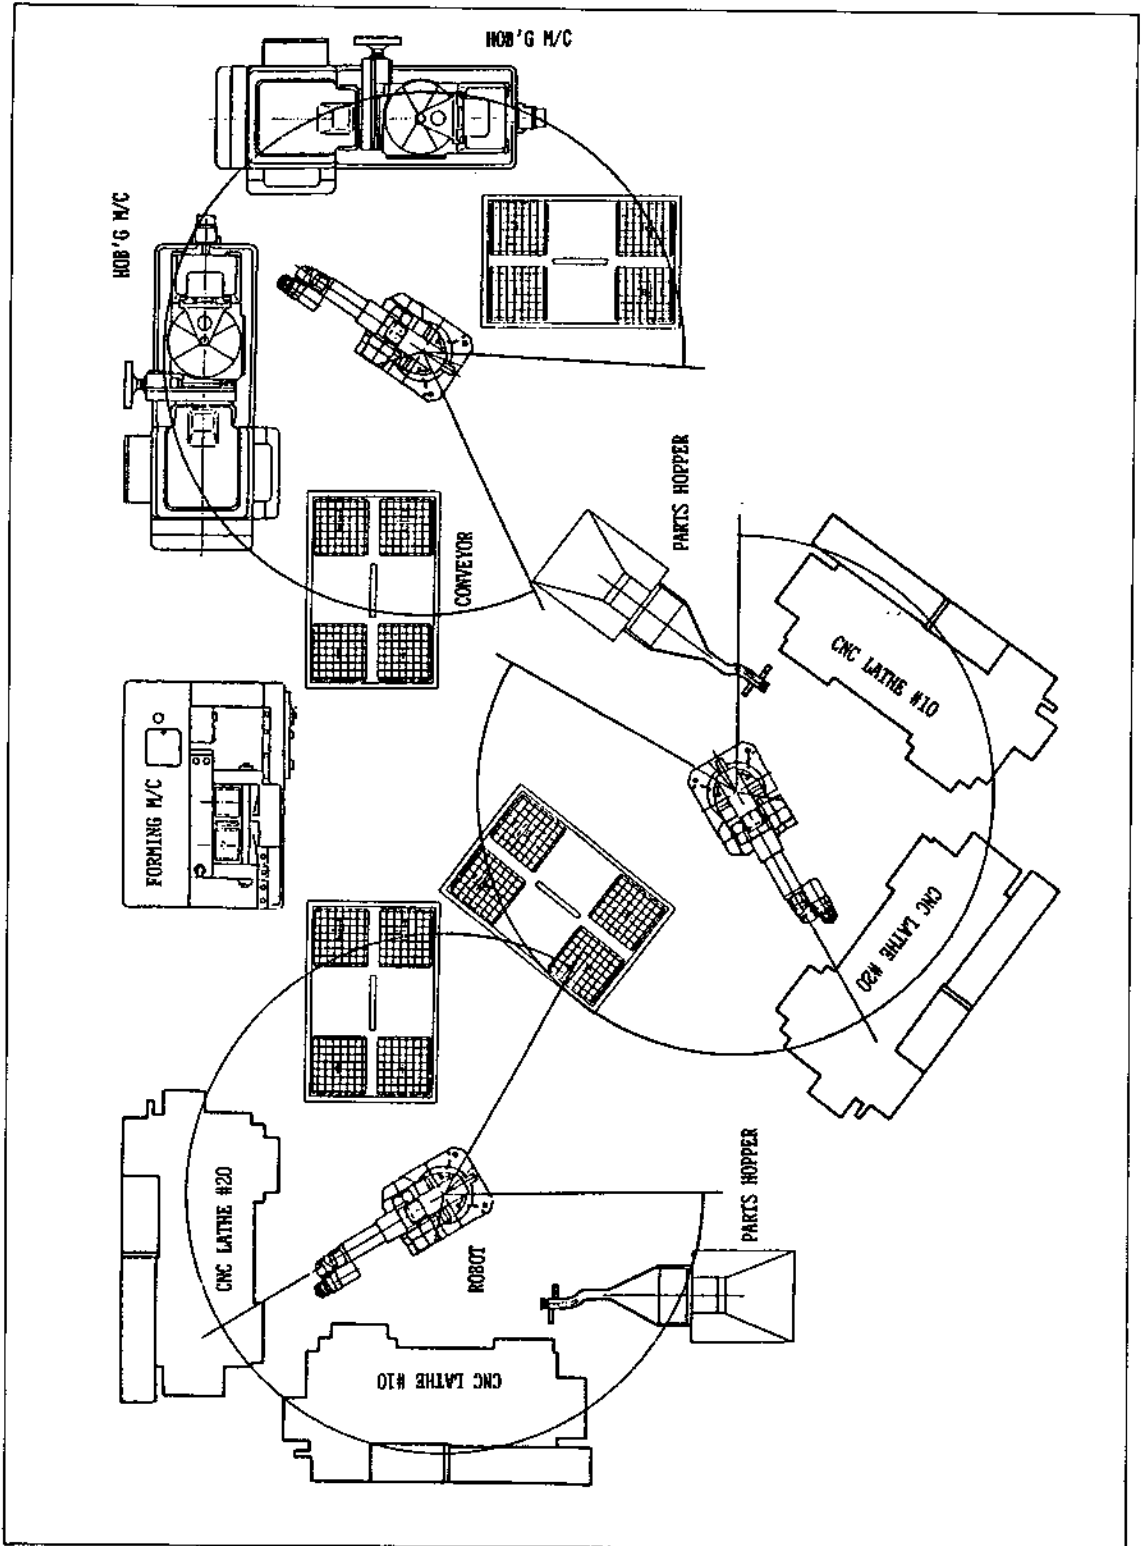 HOB'G M/C
HOB'G M/C
PARTS HOPPER
CONVEYOR
CNC LATHE #10
FORMING M/C
CNC LATHE #20
CNC LATHE #20
PARTS HOPPER
ROBOT
CNC LATHE #10